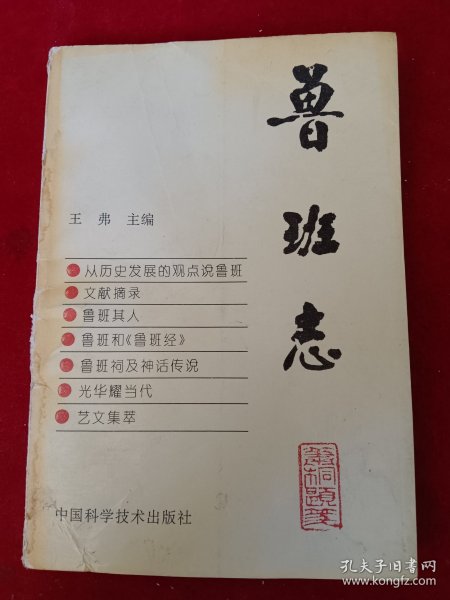 鲁班志
王 弗 主编
从历史发展的观点说鲁班
文献摘录
鲁班其人
鲁班和《鲁班经》
鲁班祠及神话传说
光华耀当代
艺文集萃
中国科学技术出版社
孔夫子旧书网
www.kongfz.com